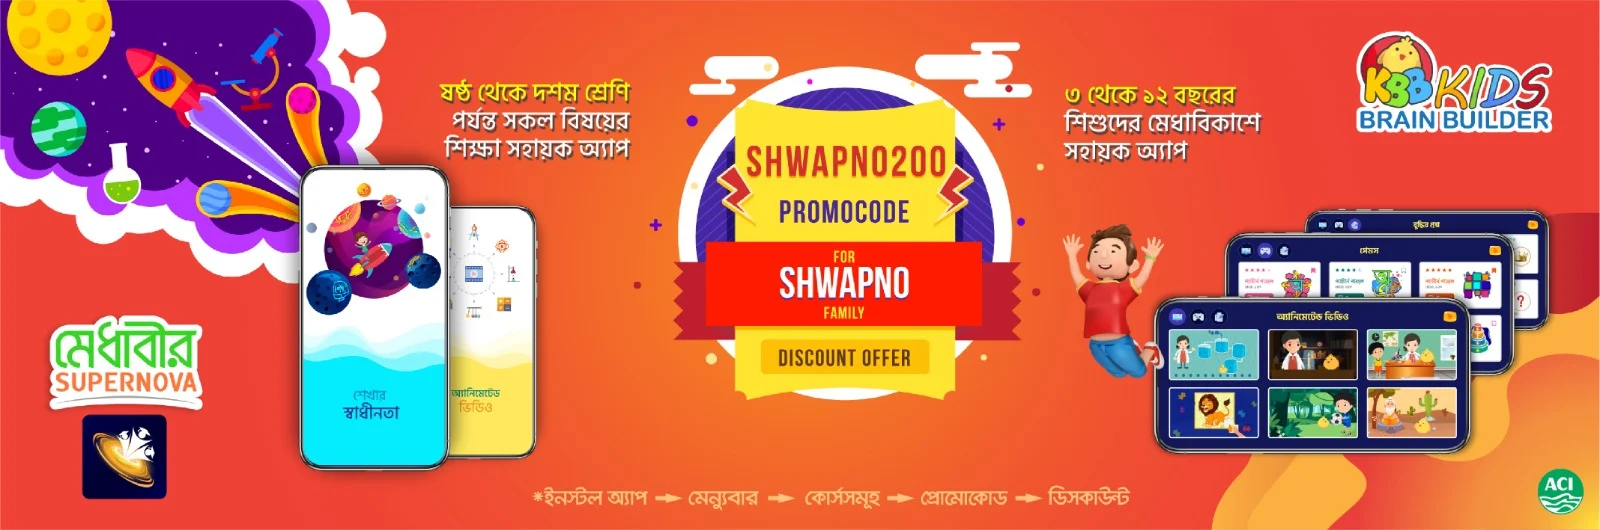 ষষ্ঠ থেকে দশম শ্রেণি
পর্যন্ত সকল বিষয়ের
শিক্ষা সহায়ক অ্যাপ
মেধাবীর
SUPERNOVA
শেখার
স্বাধীনতা
অ্যানিমেটেড
ভিডিও
SHWAPNO200
PROMOCODE
FOR
SHWAPNO
FAMILY
DISCOUNT OFFER
৩ থেকে ১২ বছরের
শিশুদের মেধাবিকাশে
সহায়ক অ্যাপ
KBB KIDS
BRAIN BUILDER
গেমস
অ্যানিমেটেড ভিডিও
*ইনস্টল অ্যাপ → মেন্যুবার → কোর্সসমূহ → প্রোমোকোড → ডিসকাউন্ট
ACI